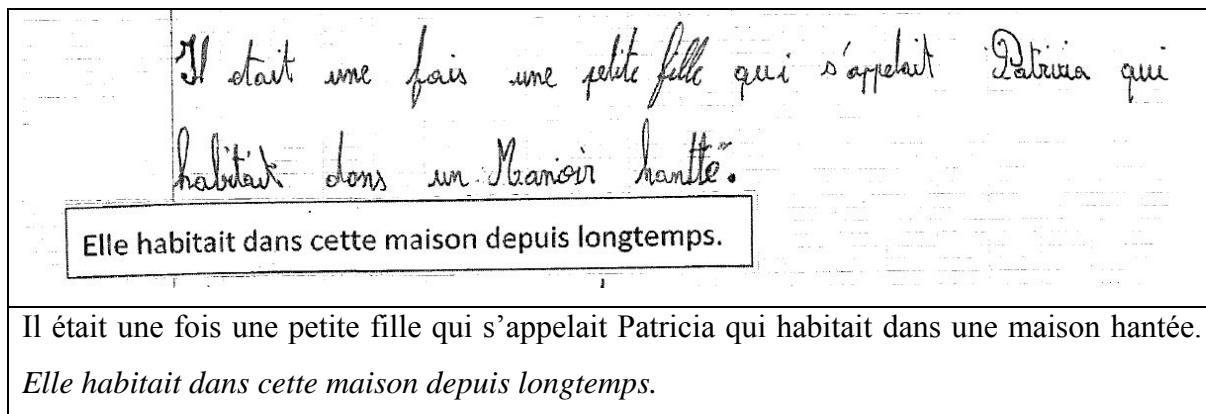 Il etait une fois une petite fille qui s'appelait Patricia qui
habitait dans un Manoir hantté.
Elle habitait dans cette maison depuis longtemps.
Il était une fois une petite fille qui s’appelait Patricia qui habitait dans une maison hantée.
Elle habitait dans cette maison depuis longtemps.